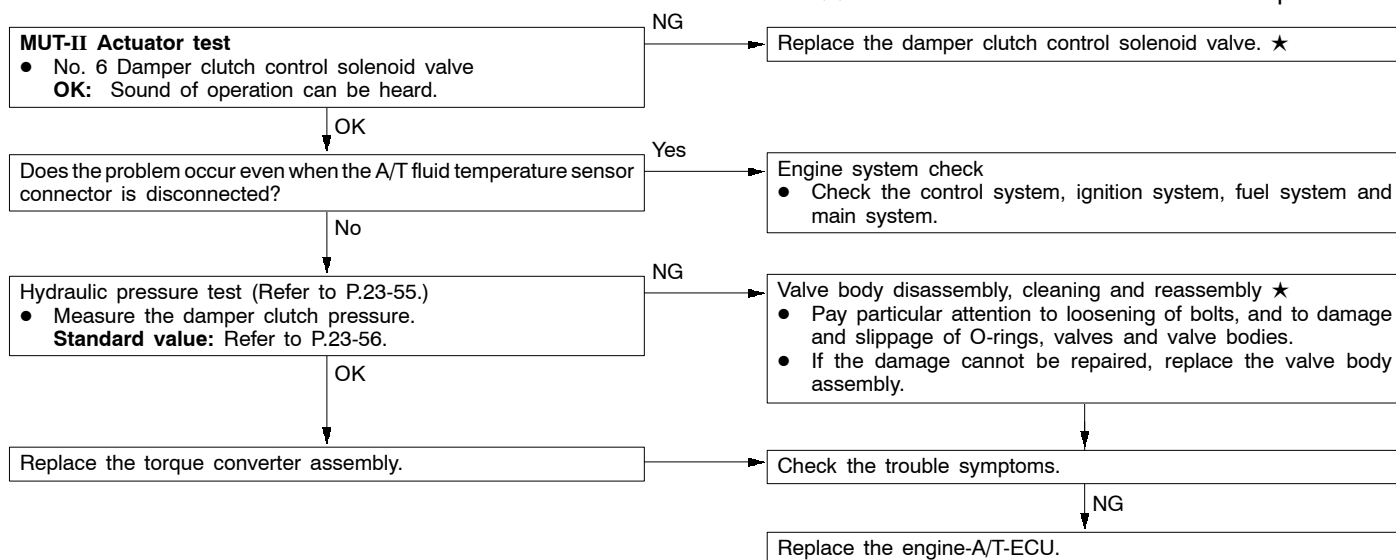 NG
MUT-II Actuator test
● No. 6 Damper clutch control solenoid valve
OK: Sound of operation can be heard.
Replace the damper clutch control solenoid valve. ★
OK
Does the problem occur even when the A/T fluid temperature sensor
connector is disconnected?
Yes
Engine system check
● Check the control system, ignition system, fuel system and
main system.
No
Hydraulic pressure test (Refer to P.23-55.)
● Measure the damper clutch pressure.
Standard value: Refer to P.23-56.
NG
Valve body disassembly, cleaning and reassembly ★
● Pay particular attention to loosening of bolts, and to damage
and slippage of O-rings, valves and valve bodies.
● If the damage cannot be repaired, replace the valve body
assembly.
OK
Replace the torque converter assembly.
Check the trouble symptoms.
NG
Replace the engine-A/T-ECU.